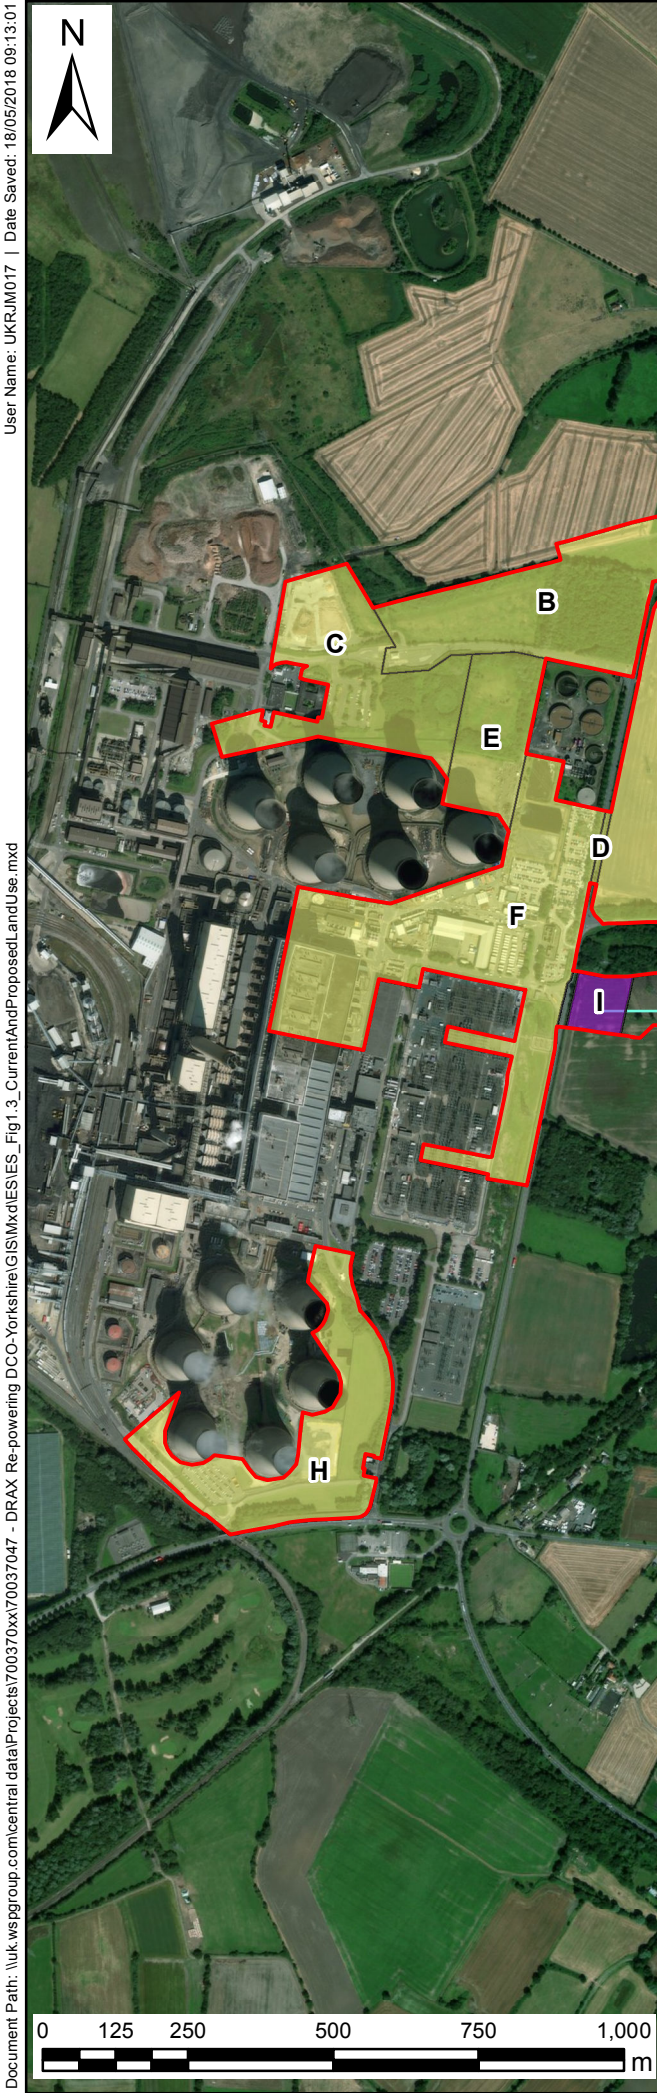 User Name: UKRJM017 | Date Saved: 18/05/2018 09:13:01
Document Path: \\uk.wspgroup.com\central data\Projects\700370xx\70037047 - DRAX Re-powering DCO-Yorkshire\GIS\Mxd\ES\ES_Fig1.3_CurrentAndProposedLandUse.mxd
N
B
C
E
D
F
I
H
0 125 250 500 750 1,000
m